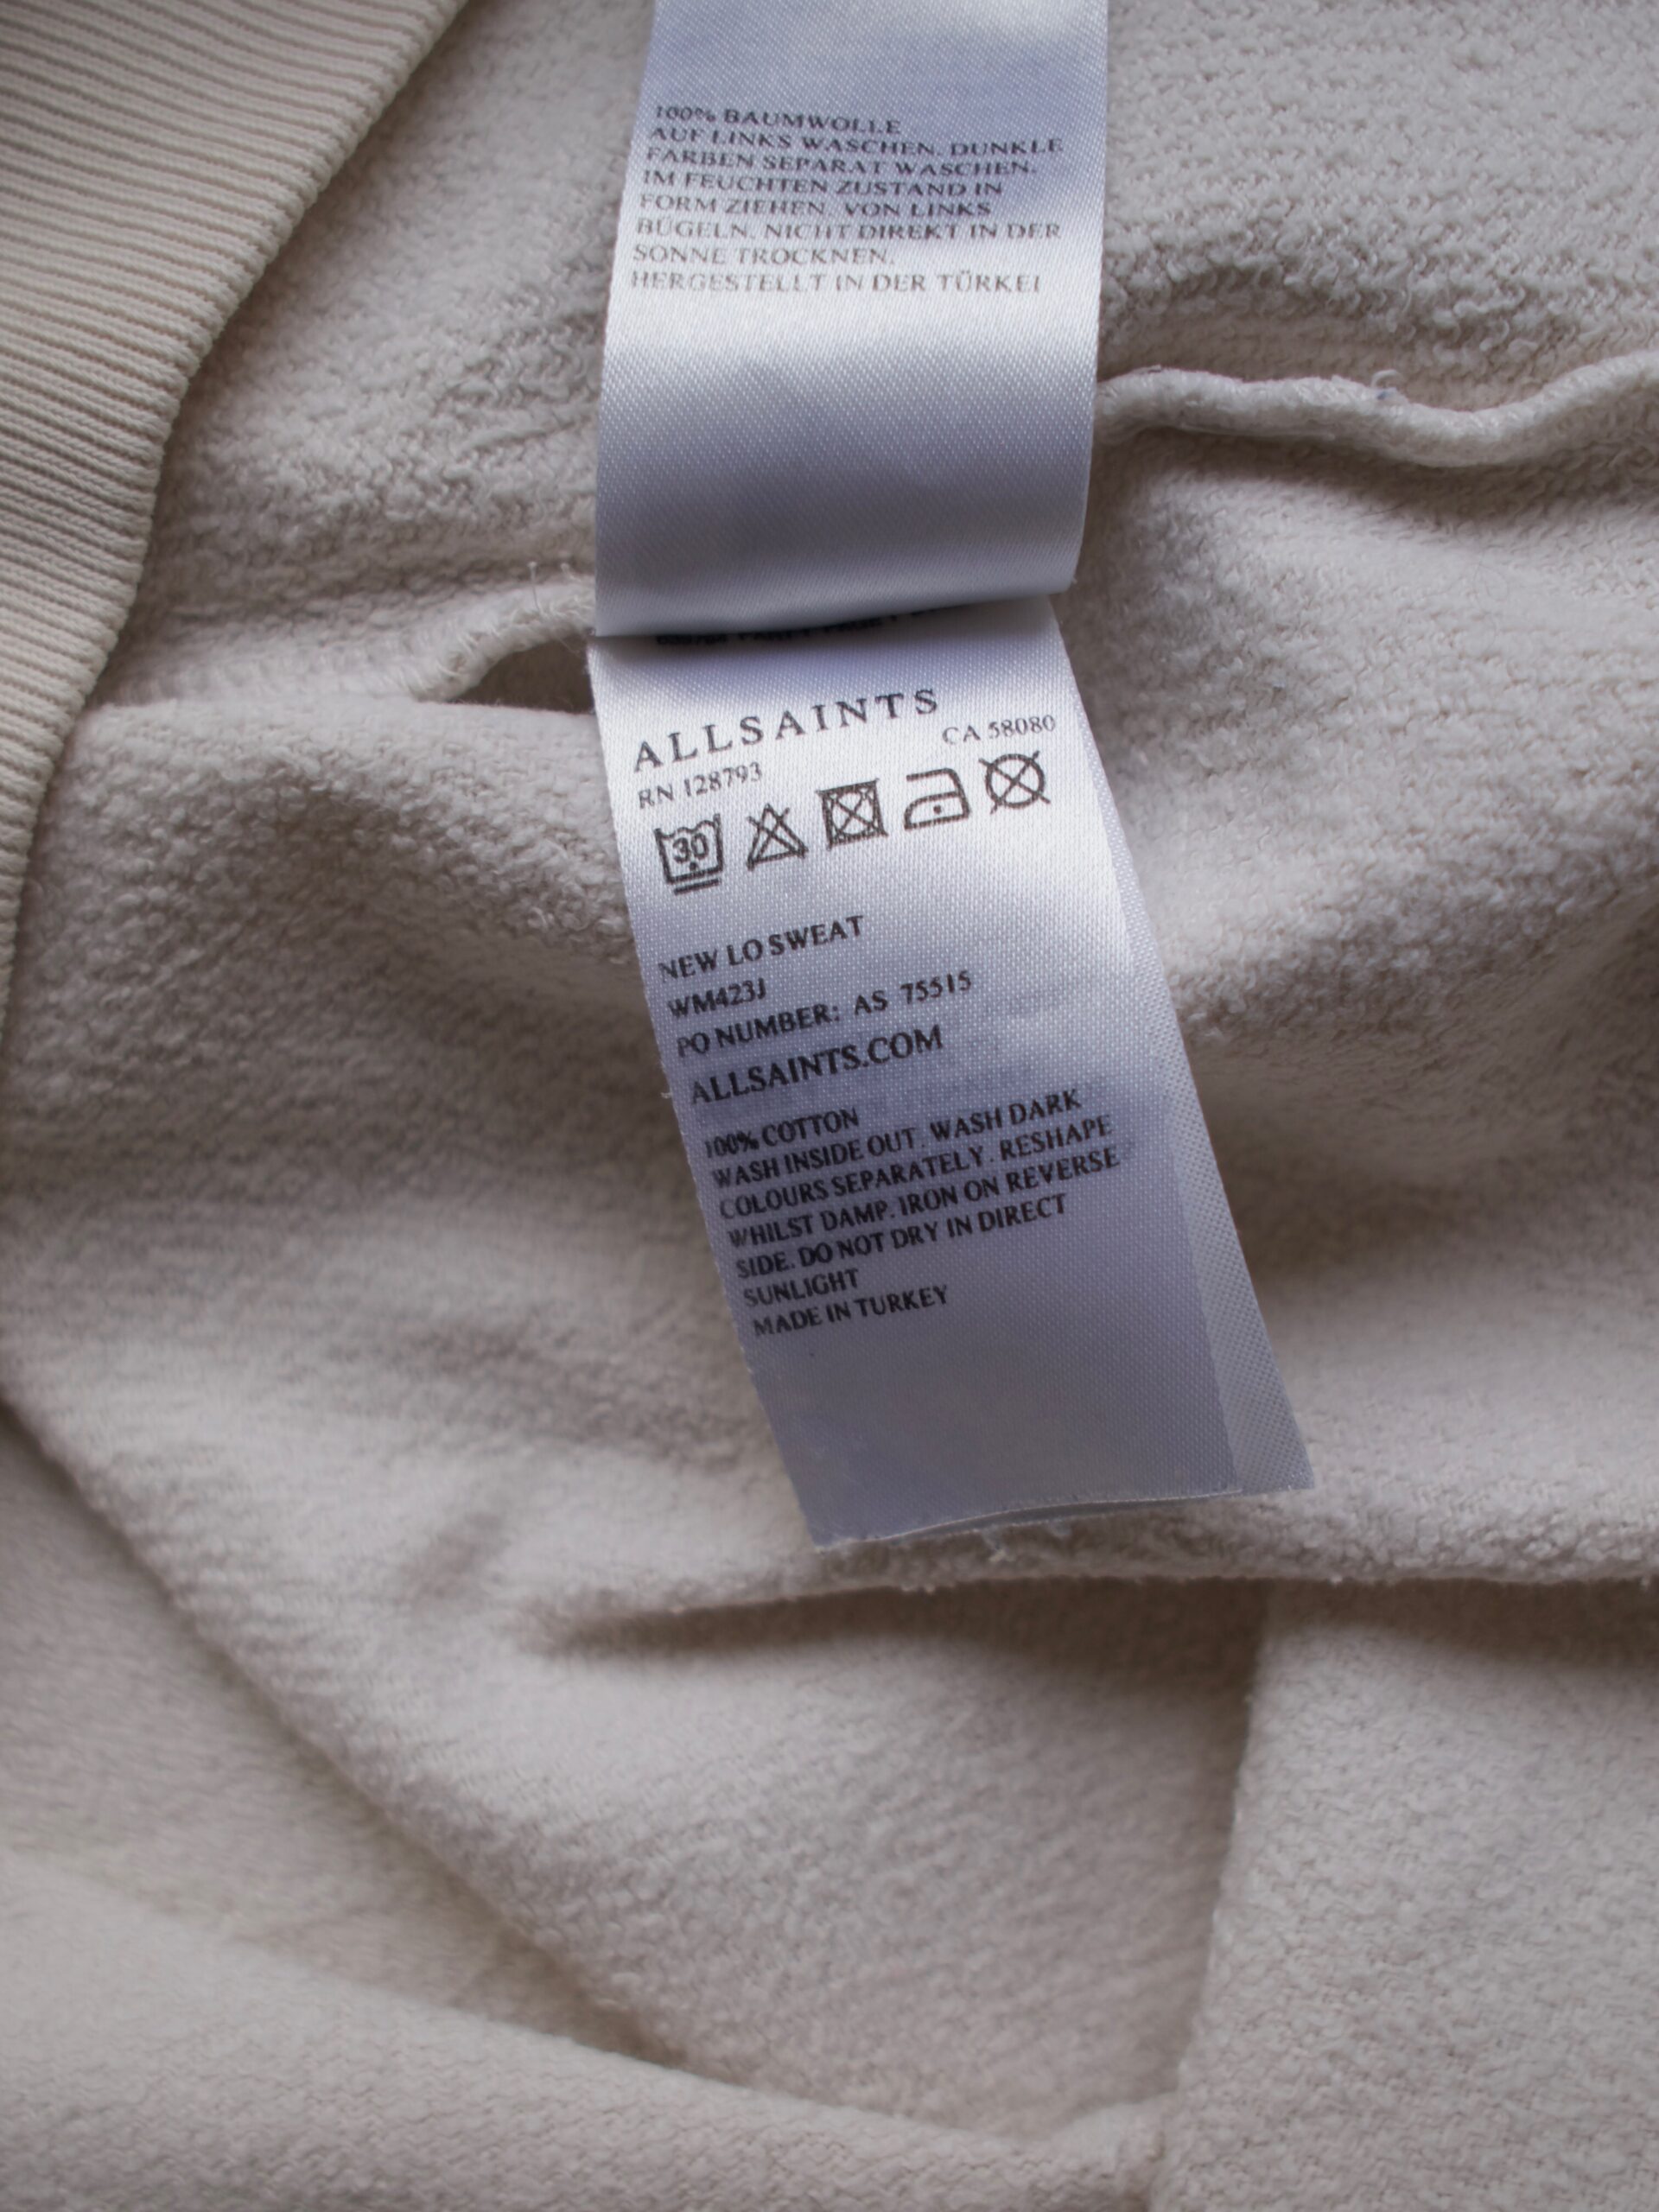 100% BAUMWOLLE
AUF LINKS WASCHEN. DUNKLE
FARBEN SEPARAT WASCHEN.
IM FEUCHTEN ZUSTAND IN
FORM ZIEHEN. VON LINKS
BÜGELN. NICHT DIREKT IN DER
SONNE TROCKNEN.
HERGESTELLT IN DER TÜRKEI
ALLSAINTS
RN 128793 CA 58080
30
NEW LO SWEAT
WM423J
PO NUMBER: AS 75515
ALLSAINTS.COM
100% COTTON
WASH INSIDE OUT. WASH DARK
COLOURS SEPARATELY. RESHAPE
WHILST DAMP. IRON ON REVERSE
SIDE. DO NOT DRY IN DIRECT
SUNLIGHT
MADE IN TURKEY